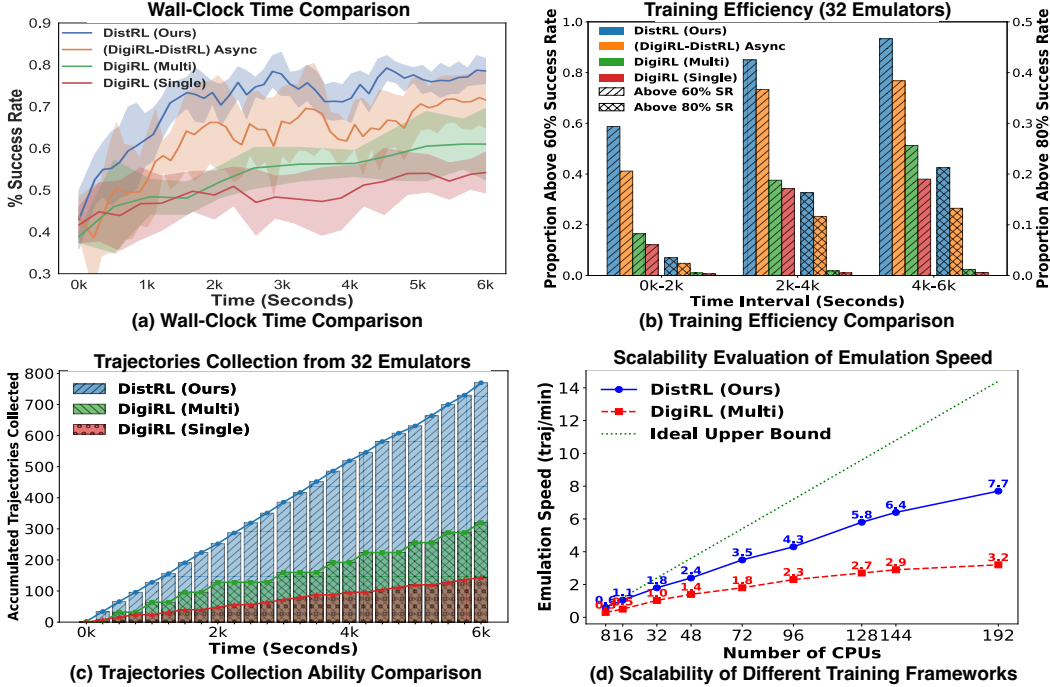 Wall-Clock Time Comparison
DistRL (Ours)
(DigiRL-DistRL) Async
DigiRL (Multi)
DigiRL (Single)
% Success Rate
0.9
0.8
0.7
0.6
0.5
0.4
0.3
0k 1k 2k 3k 4k 5k 6k
Time (Seconds)
(a) Wall-Clock Time Comparison
Training Efficiency (32 Emulators)
DistRL (Ours)
(DigiRL-DistRL) Async
DigiRL (Multi)
DigiRL (Single)
Above 60% SR
Above 80% SR
Proportion Above 60% Success Rate
1.0
0.8
0.6
0.4
0.2
0.0
Proportion Above 80% Success Rate
0.5
0.4
0.3
0.2
0.1
0.0
0k-2k 2k-4k 4k-6k
Time Interval (Seconds)
(b) Training Efficiency Comparison
Trajectories Collection from 32 Emulators
DistRL (Ours)
DigiRL (Multi)
DigiRL (Single)
Accumulated Trajectories Collected
800
700
600
500
400
300
200
100
0
0k 2k 4k 6k
Time (Seconds)
(c) Trajectories Collection Ability Comparison
Scalability Evaluation of Emulation Speed
DistRL (Ours)
DigiRL (Multi)
Ideal Upper Bound
Emulation Speed (traj/min)
14
12
10
8
6
4
2
0
1.1 1.8 2.4 3.5 4.3 5.8 6.4 7.7
1.0 1.4 1.8 2.3 2.7 2.9 3.2
8 16 32 48 72 96 128 144 192
Number of CPUs
(d) Scalability of Different Training Frameworks